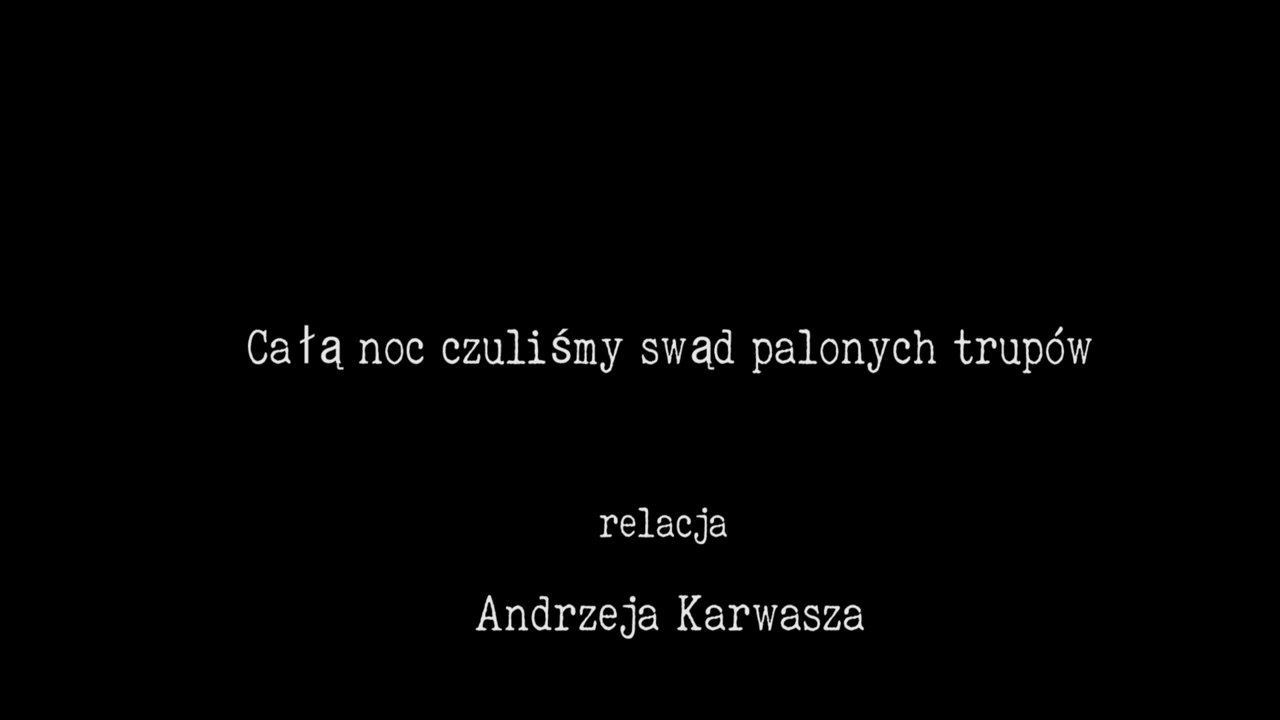 Całą noc czuliśmy swąd palonych trupów
relacja
Andrzeja Karwasza